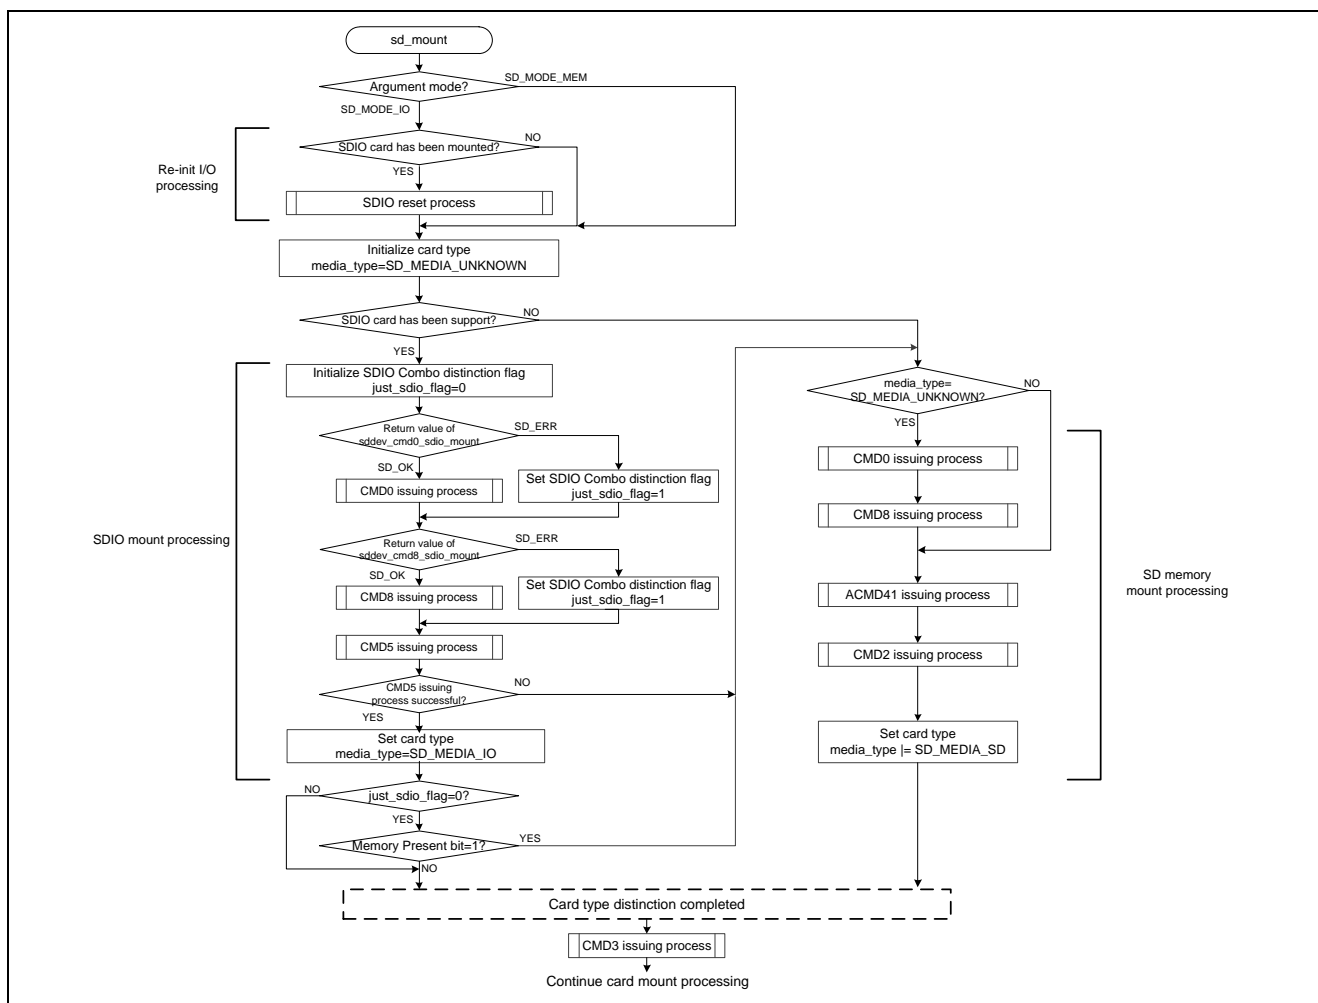 sd_mount
Argument mode?
SD_MODE_MEM
SD_MODE_IO
Re-init I/O
processing
SDIO card has been mounted?
NO
YES
SDIO reset process
Initialize card type
media_type=SD_MEDIA_UNKNOWN
SDIO card has been support?
NO
YES
SDIO mount processing
Initialize SDIO Combo distinction flag
just_sdio_flag=0
Return value of
sddev_cmd0_sdio_mount
SD_ERR
SD_OK
CMD0 issuing process
Set SDIO Combo distinction flag
just_sdio_flag=1
Return value of
sddev_cmd8_sdio_mount
SD_ERR
SD_OK
CMD8 issuing process
Set SDIO Combo distinction flag
just_sdio_flag=1
CMD5 issuing process
CMD5 issuing
process successful?
NO
YES
Set card type
media_type=SD_MEDIA_IO
just_sdio_flag=0?
NO
YES
Memory Present bit=1?
YES
NO
media_type=
SD_MEDIA_UNKNOWN?
NO
YES
CMD0 issuing process
CMD8 issuing process
ACMD41 issuing process
CMD2 issuing process
Set card type
media_type |= SD_MEDIA_SD
SD memory
mount processing
Card type distinction completed
CMD3 issuing process
Continue card mount processing